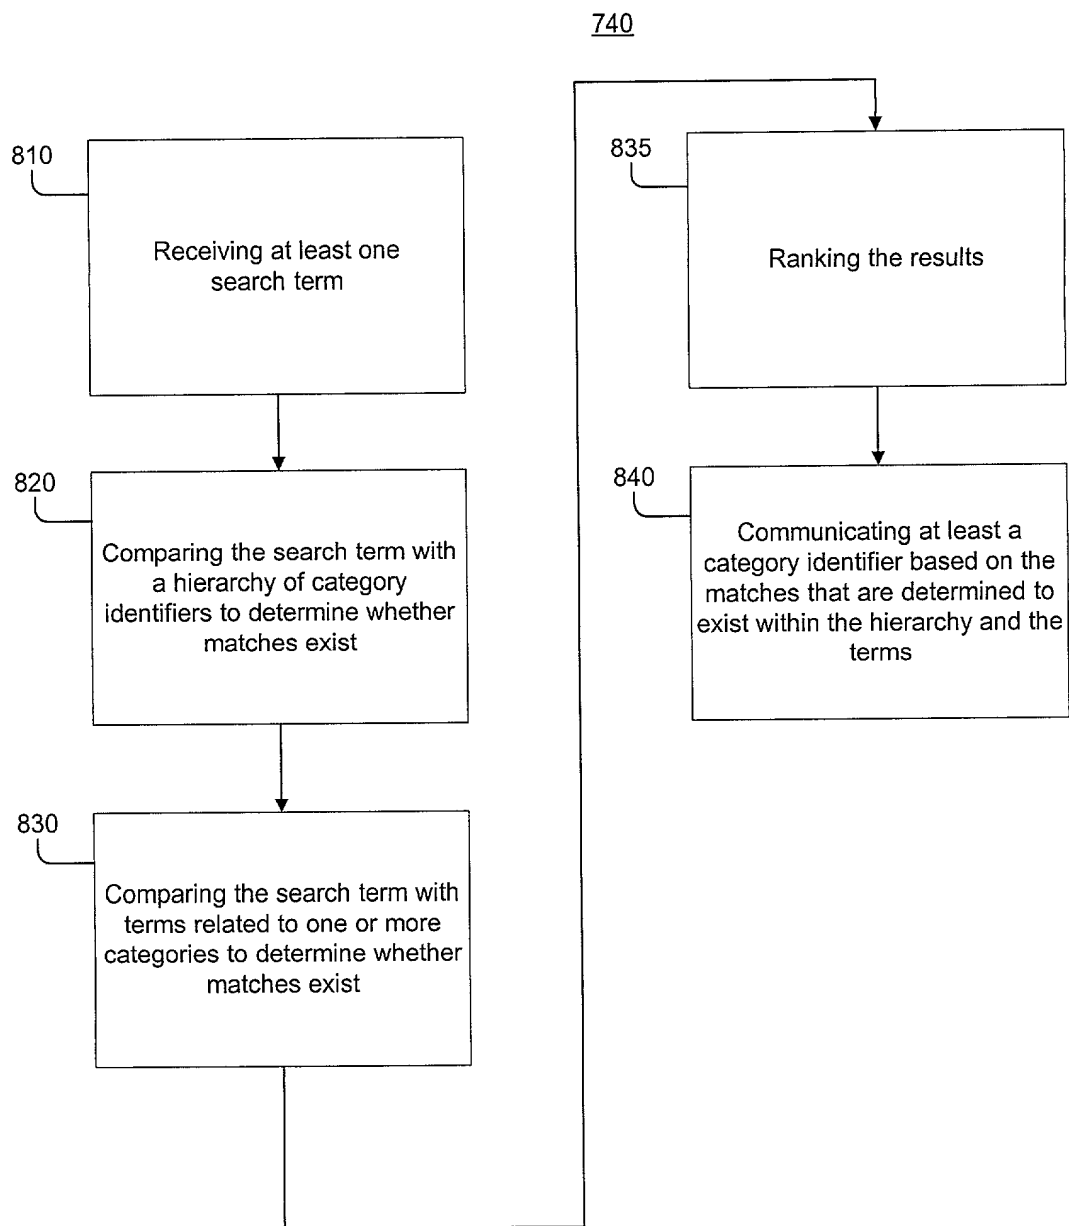 740
810
Receiving at least one
search term
820
Comparing the search term with
a hierarchy of category
identifiers to determine whether
matches exist
830
Comparing the search term with
terms related to one or more
categories to determine whether
matches exist
835
Ranking the results
840
Communicating at least a
category identifier based on the
matches that are determined to
exist within the hierarchy and the
terms